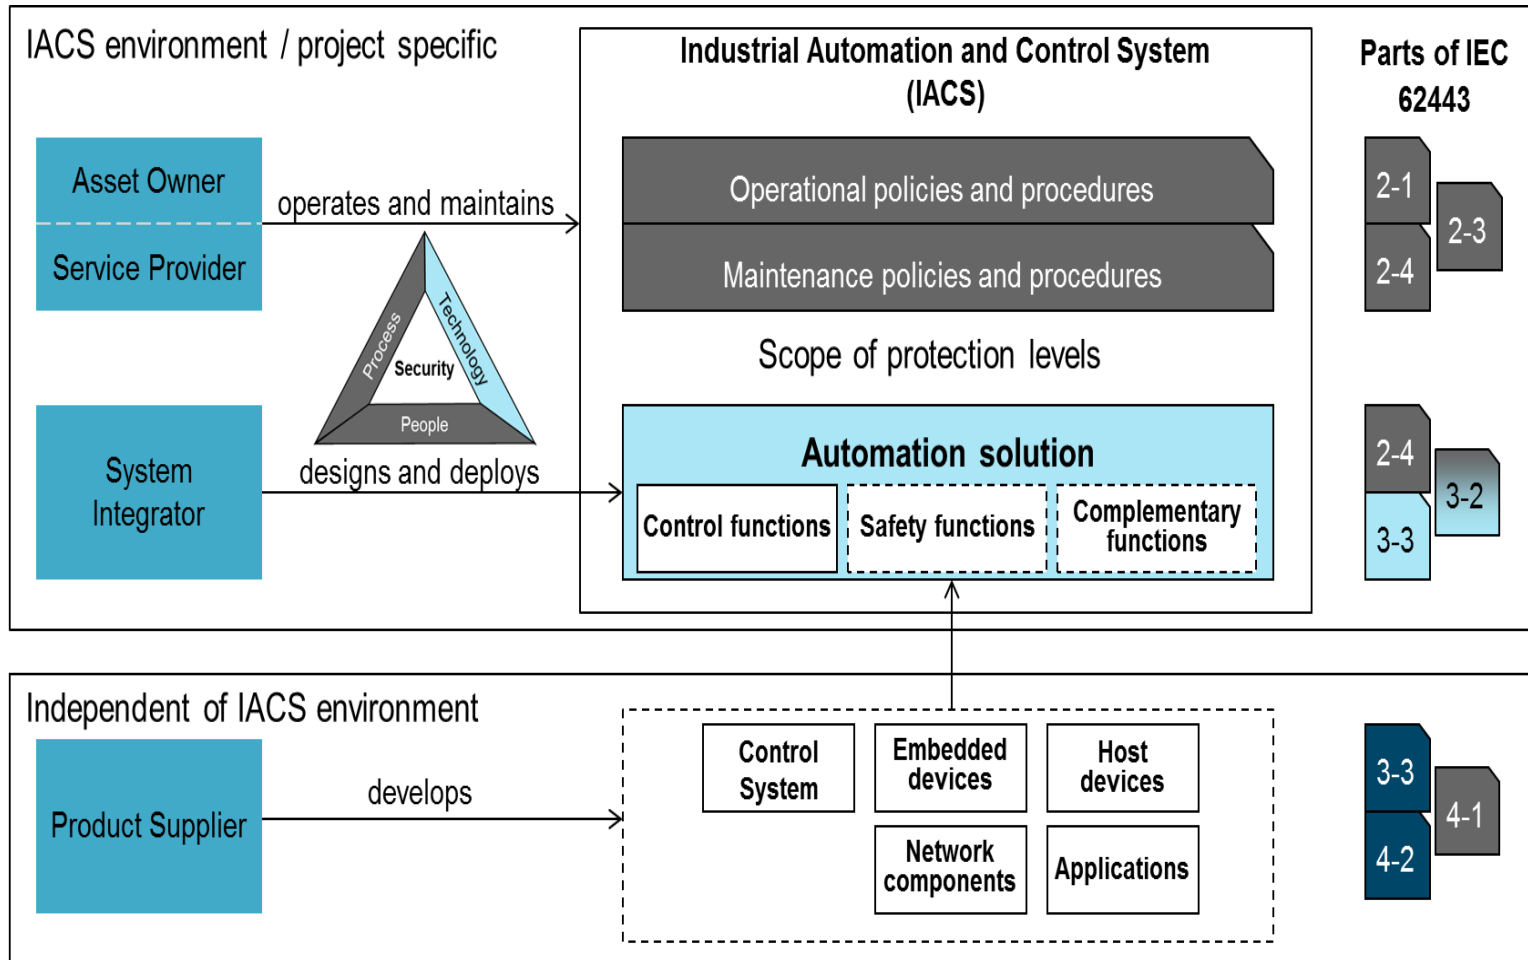 IACS environment / project specific
Industrial Automation and Control System
(IACS)
Parts of IEC
62443
Asset Owner
Service Provider
operates and maintains
Operational policies and procedures
Maintenance policies and procedures
2-1
2-4
2-3
Process
Technology
Security
People
Scope of protection levels
System
Integrator
designs and deploys
Automation solution
Control functions
Safety functions
Complementary
functions
2-4
3-3
3-2
Independent of IACS environment
Product Supplier
develops
Control
System
Embedded
devices
Host
devices
Network
components
Applications
3-3
4-2
4-1